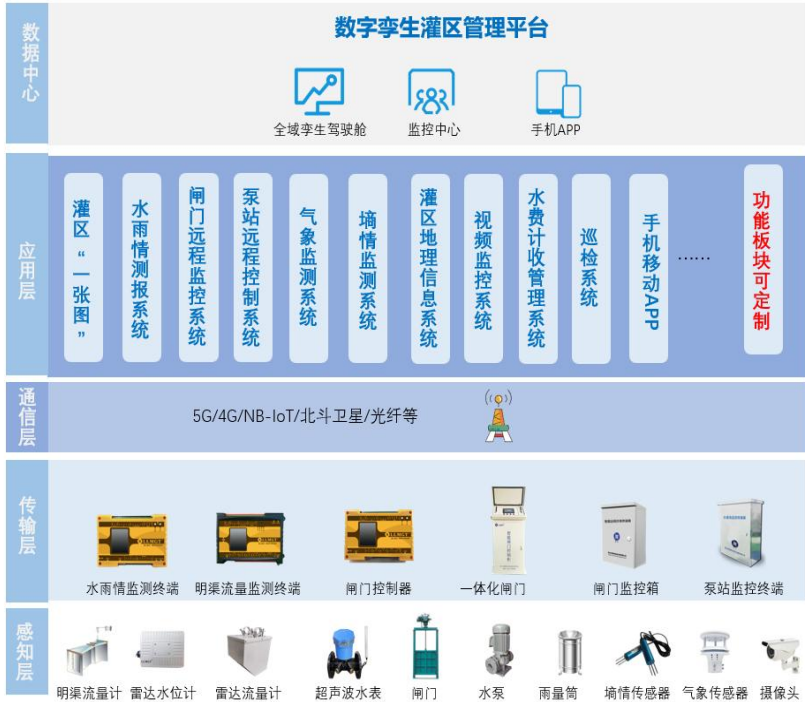 数据中心
数字孪生灌区管理平台
全域孪生驾驶舱
监控中心
手机APP
应用层
灌区“一张图”
水雨情测报系统
闸门远程监控系统
泵站远程控制系统
气象监测系统
墒情监测系统
灌区地理信息系统
视频监控系统
水费计收管理系统
巡检系统
手机移动APP
……
功能板块可定制
通信层
5G/4G/NB-IoT/北斗卫星/光纤等
传输层
水雨情监测终端
明渠流量监测终端
闸门控制器
一体化闸门
闸门监控箱
泵站监控终端
感知层
明渠流量计
雷达水位计
雷达流量计
超声波水表
闸门
水泵
雨量筒
墒情传感器
气象传感器
摄像头